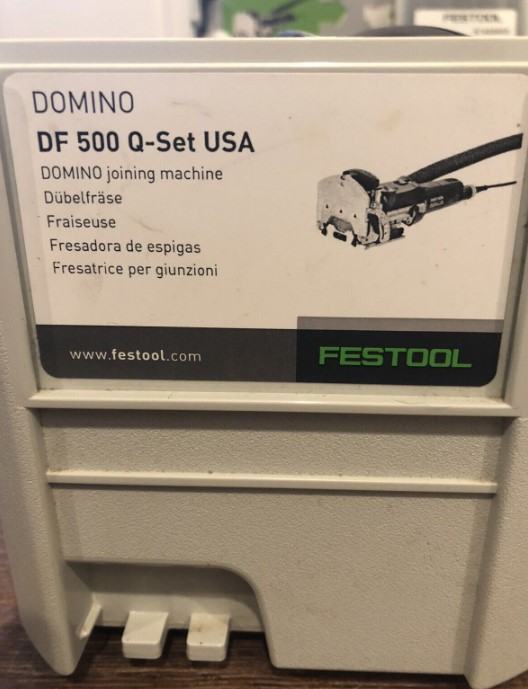 FESTOOL
DOMINO
DF 500 Q-Set USA
DOMINO joining machine
Dübelfräse
Fraiseuse
Fresadora de espigas
Fresatrice per giunzioni
www.festool.com
FESTOOL